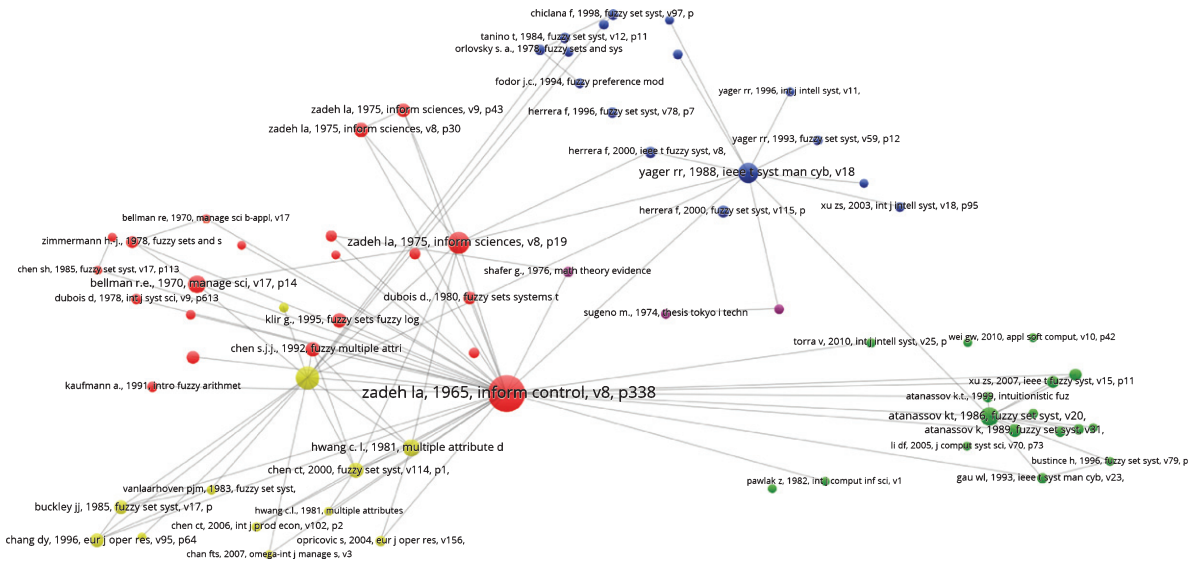 chiclana f, 1998, fuzzy set syst, v97, p
tanino t, 1984, fuzzy set syst, v12, p11
orlovsky s. a., 1978, fuzzy sets and sys
fodor j.c., 1994, fuzzy preference mod
yager rr, 1996, int j intell syst, v11,
zadeh la, 1975, inform sciences, v9, p43
herrera f, 1996, fuzzy set syst, v78, p7
zadeh la, 1975, inform sciences, v8, p30
yager rr, 1993, fuzzy set syst, v59, p12
herrera f, 2000, ieee t fuzzy syst, v8,
yager rr, 1988, ieee t syst man cyb, v18
xu zs, 2003, int j intell syst, v18, p95
herrera f, 2000, fuzzy set syst, v115, p
bellman re, 1970, manage sci b-appl, v17
zimmermann h.-j., 1978, fuzzy sets and s
zadeh la, 1975, inform sciences, v8, p19
chen sh, 1985, fuzzy set syst, v17, p113
shafer g., 1976, math theory evidence
bellman r.e., 1970, manage sci, v17, p14
dubois d, 1978, int j syst sci, v9, p613
dubois d., 1980, fuzzy sets systems t
sugeno m., 1974, thesis tokyo i techn
klir g., 1995, fuzzy sets fuzzy log
torra v, 2010, int j intell syst, v25, p
wei gw, 2010, appl soft comput, v10, p42
chen s.j.j., 1992, fuzzy multiple attri
xu zs, 2007, ieee t fuzzy syst, v15, p11
kaufmann a., 1991, intro fuzzy arithmet
zadeh la, 1965, inform control, v8, p338
atanassov k.t., 1999, intuitionistic fuz
atanassov kt, 1986, fuzzy set syst, v20,
atanassov k, 1989, fuzzy set syst, v31,
hwang c. l., 1981, multiple attribute d
li df, 2005, j comput syst sci, v70, p73
bustince h, 1996, fuzzy set syst, v79, p
chen ct, 2000, fuzzy set syst, v114, p1,
gau wl, 1993, ieee t syst man cyb, v23,
pawlak z, 1982, int j comput inf sci, v1
vanlaarhoven pjm, 1983, fuzzy set syst,
buckley jj, 1985, fuzzy set syst, v17, p
hwang c.l., 1981, multiple attributes
chen ct, 2006, int j prod econ, v102, p2
chang dy, 1996, eur j oper res, v95, p64
opricovic s, 2004, eur j oper res, v156,
chan fts, 2007, omega-int j manage s, v3